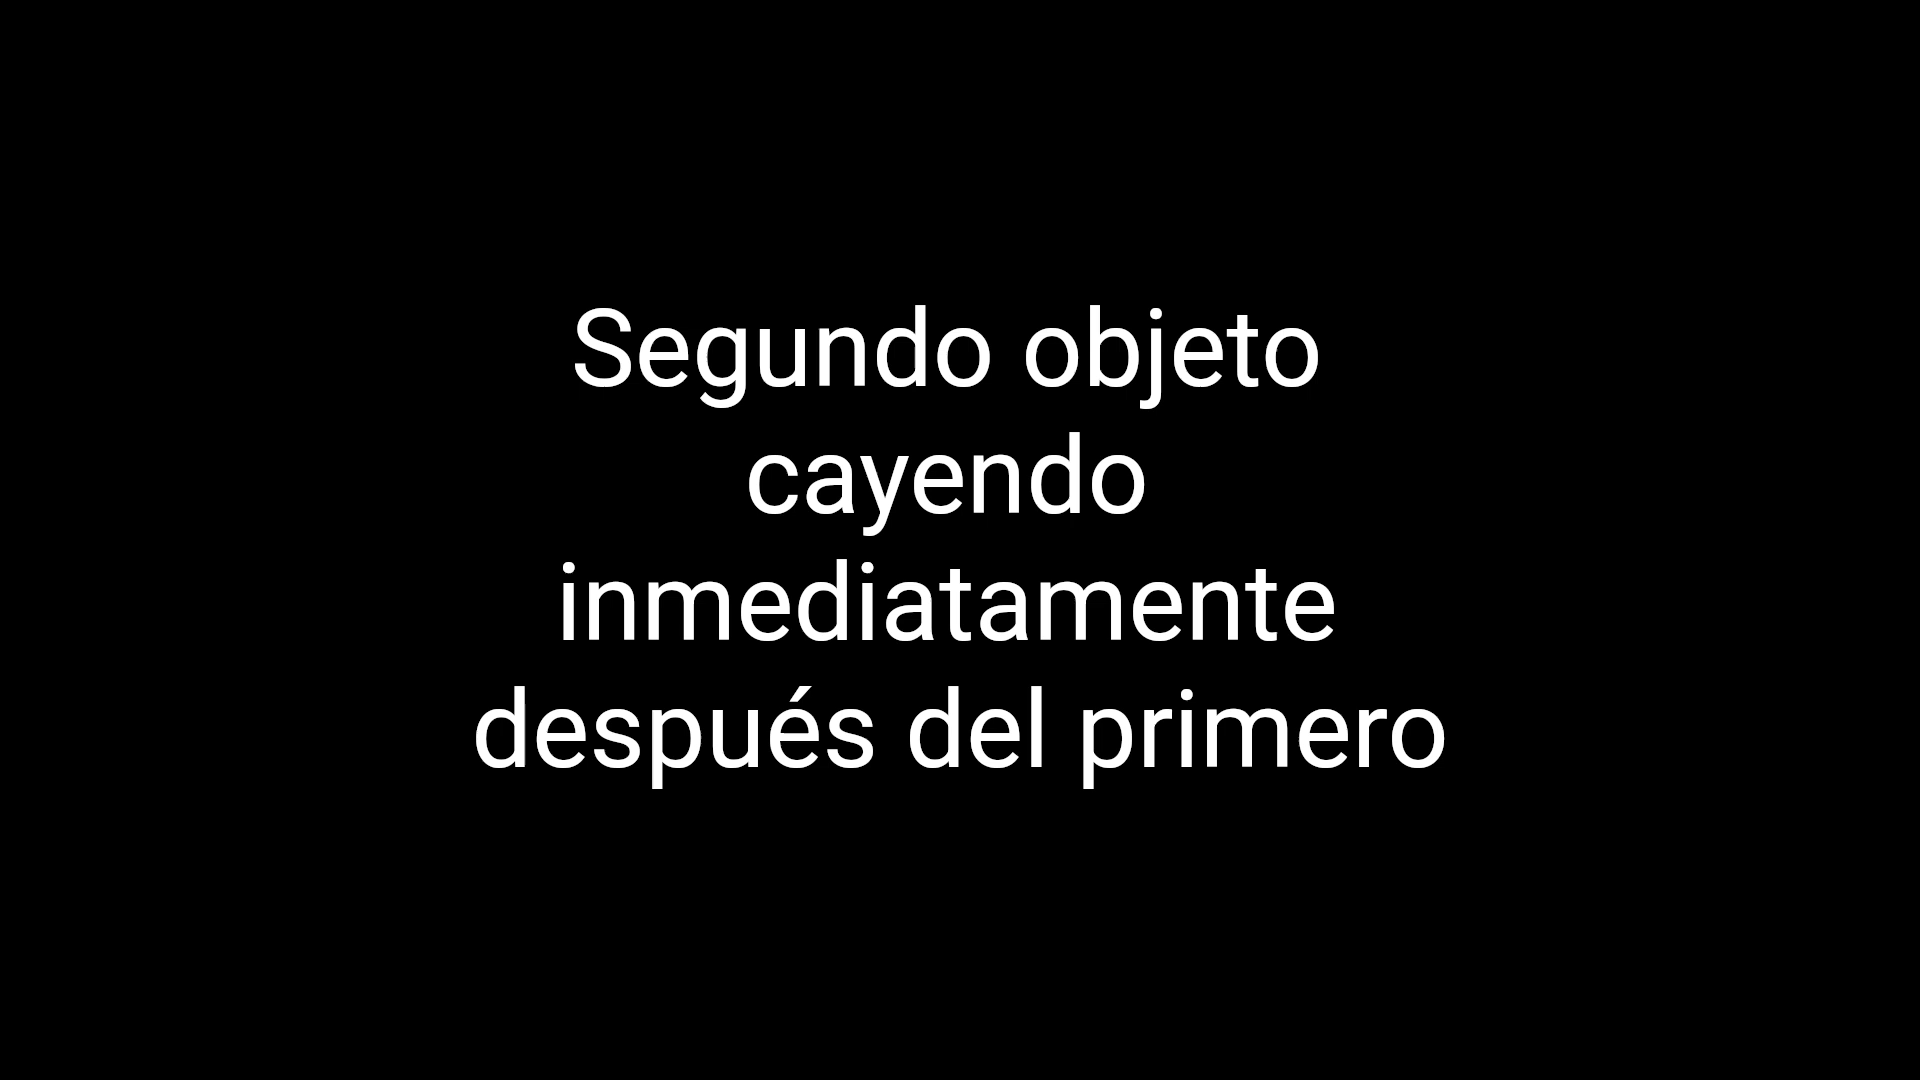 Segundo objeto
cayendo
inmediatamente
después del primero